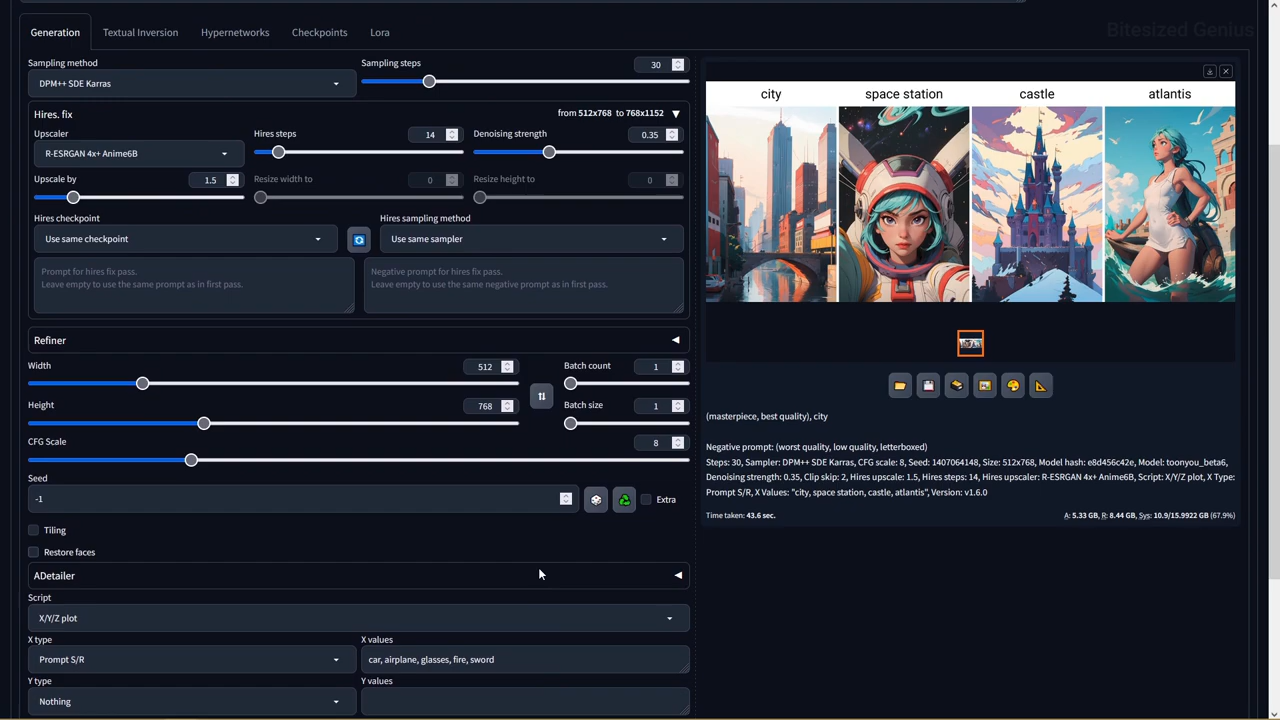 Bitesized Genius
Generation Textual Inversion Hypernetworks Checkpoints Lora
Sampling method
DPM++ SDE Karras
Sampling steps
30
Hires. fix
from 512x768 to 768x1152
Upscaler
R-ESRGAN 4x+ Anime6B
Hires steps
14
Denoising strength
0.35
Upscale by
1.5
Resize width to
0
Resize height to
0
Hires checkpoint
Use same checkpoint
Hires sampling method
Use same sampler
Prompt for hires fix pass.
Leave empty to use the same prompt as in first pass.
Negative prompt for hires fix pass.
Leave empty to use the same negative prompt as in first pass.
Refiner
Width
512
Height
768
Batch count
1
Batch size
1
CFG Scale
8
Seed
-1
Extra
Tiling
Restore faces
ADetailer
Script
X/Y/Z plot
X type
Prompt S/R
X values
car, airplane, glasses, fire, sword
Y type
Nothing
Y values
city space station castle atlantis
(masterpiece, best quality), city
Negative prompt: (worst quality, low quality, letterboxed)
Steps: 30, Sampler: DPM++ SDE Karras, CFG scale: 8, Seed: 1407064148, Size: 512x768, Model hash: e8d456c42e, Model: toonyou_beta6,
Denoising strength: 0.35, Clip skip: 2, Hires upscale: 1.5, Hires steps: 14, Hires upscaler: R-ESRGAN 4x+ Anime6B, Script: X/Y/Z plot, X Type:
Prompt S/R, X Values: "city, space station, castle, atlantis", Version: v1.6.0
Time taken: 43.6 sec.
A: 5.33 GB, R: 8.44 GB, Sys: 10.9/15.9922 GB (67.9%)